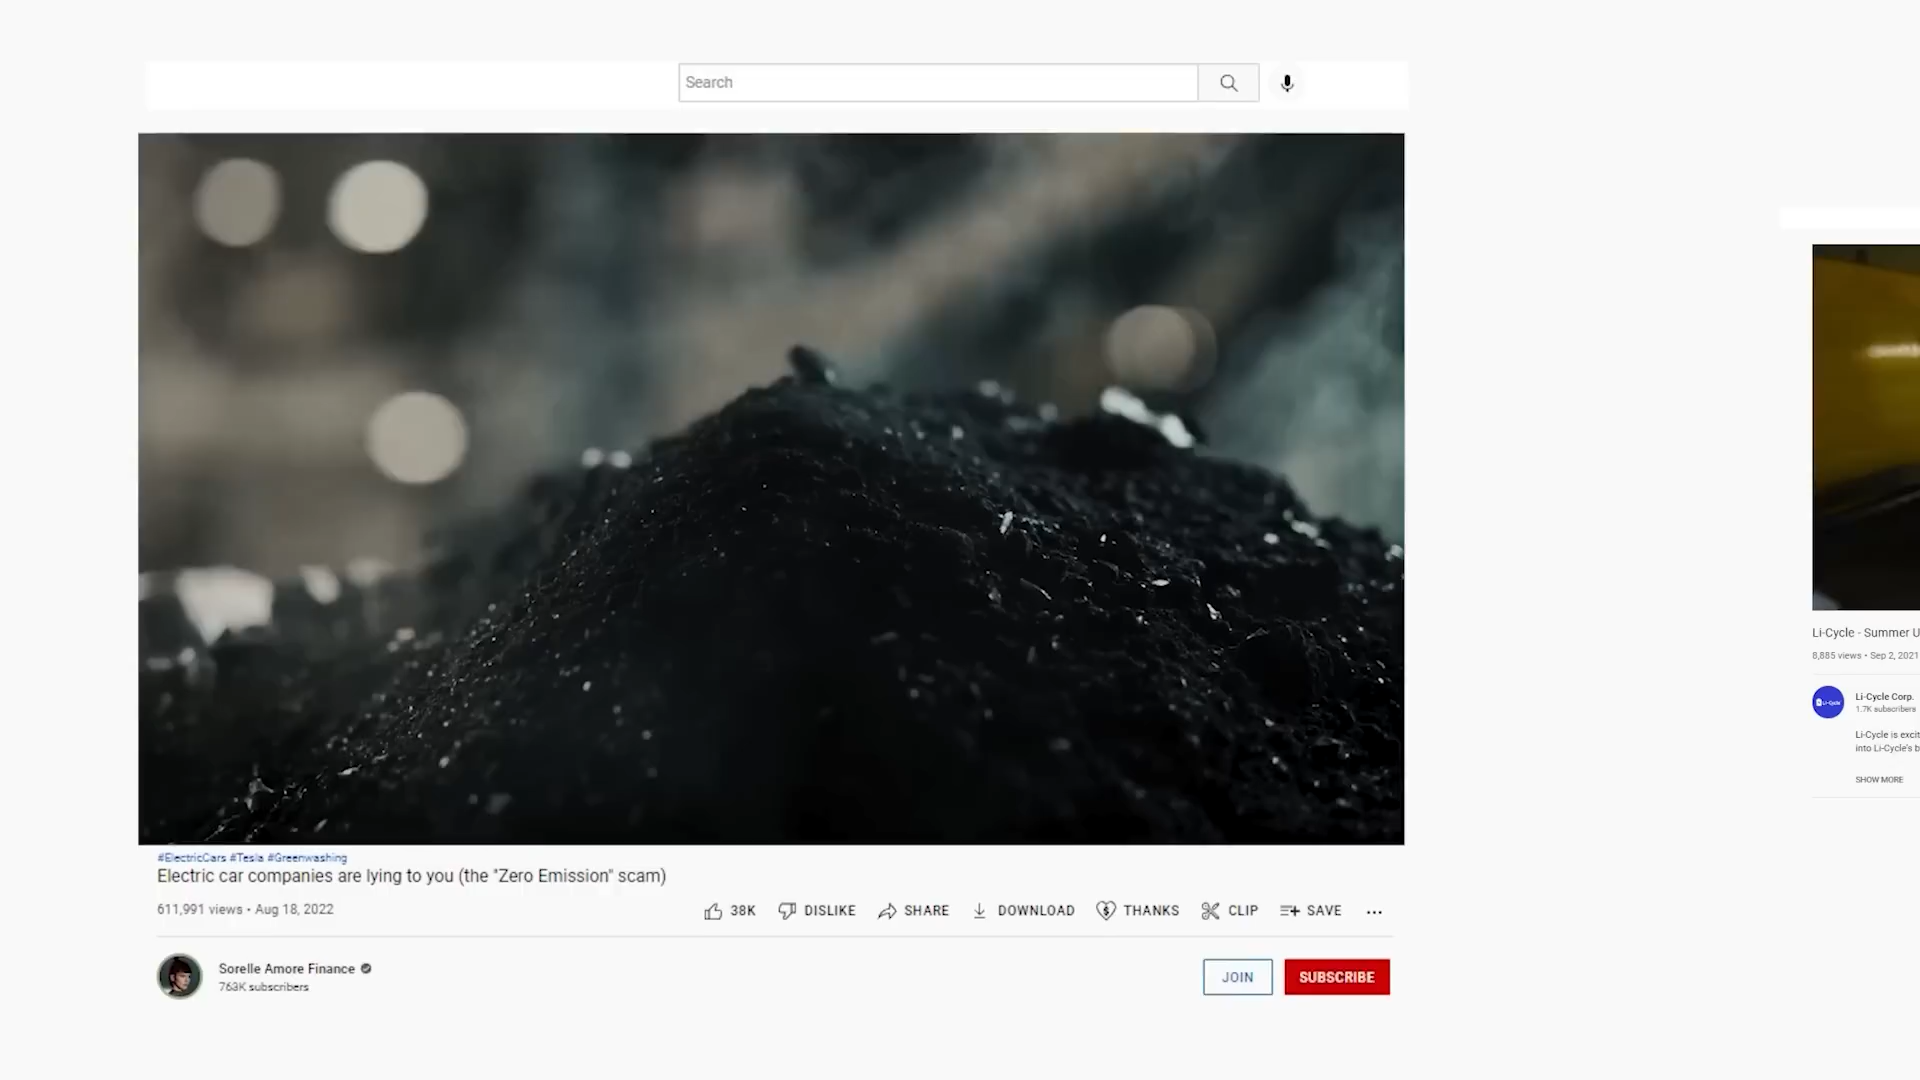 Search
#ElectricCars #Tesla #Greenwashing
Electric car companies are lying to you (the "Zero Emission" scam)
611,991 views • Aug 18, 2022
38K DISLIKE SHARE DOWNLOAD THANKS CLIP SAVE ...
Sorelle Amore Finance
763K subscribers
JOIN SUBSCRIBE
Li-Cycle - Summer U
8,885 views • Sep 2, 2021
Li-Cycle
Li-Cycle Corp.
1.7K subscribers
Li-Cycle is excit
into Li-Cycle's b
SHOW MORE